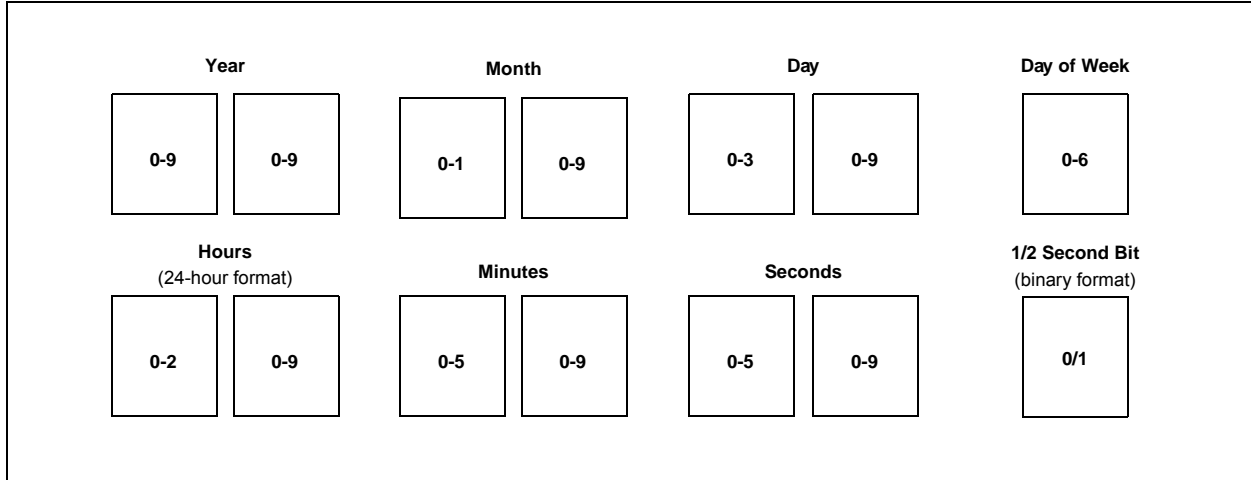 Year Month Day Day of Week
0-9 0-9 0-1 0-9 0-3 0-9 0-6
Hours Minutes Seconds 1/2 Second Bit
(24-hour format) (binary format)
0-2 0-9 0-5 0-9 0-5 0-9 0/1